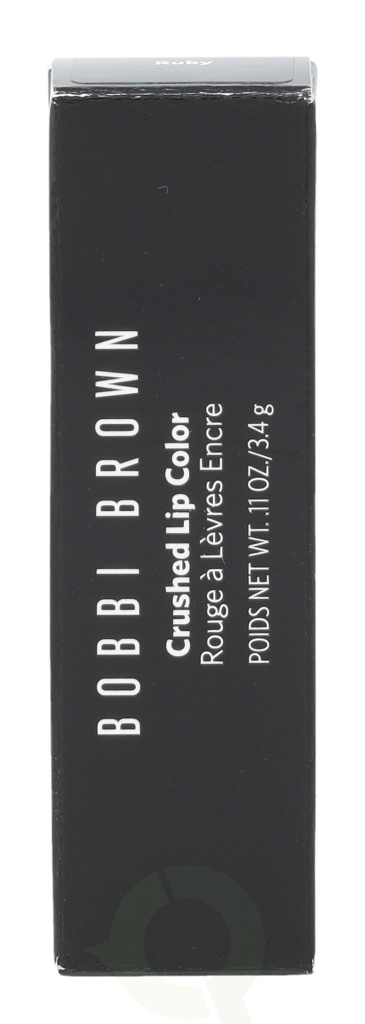 Ruby
BOBBI BROWN
Crushed Lip Color
Rouge à Lèvres Encre
POIDS NET WT. .11 OZ./3.4 g